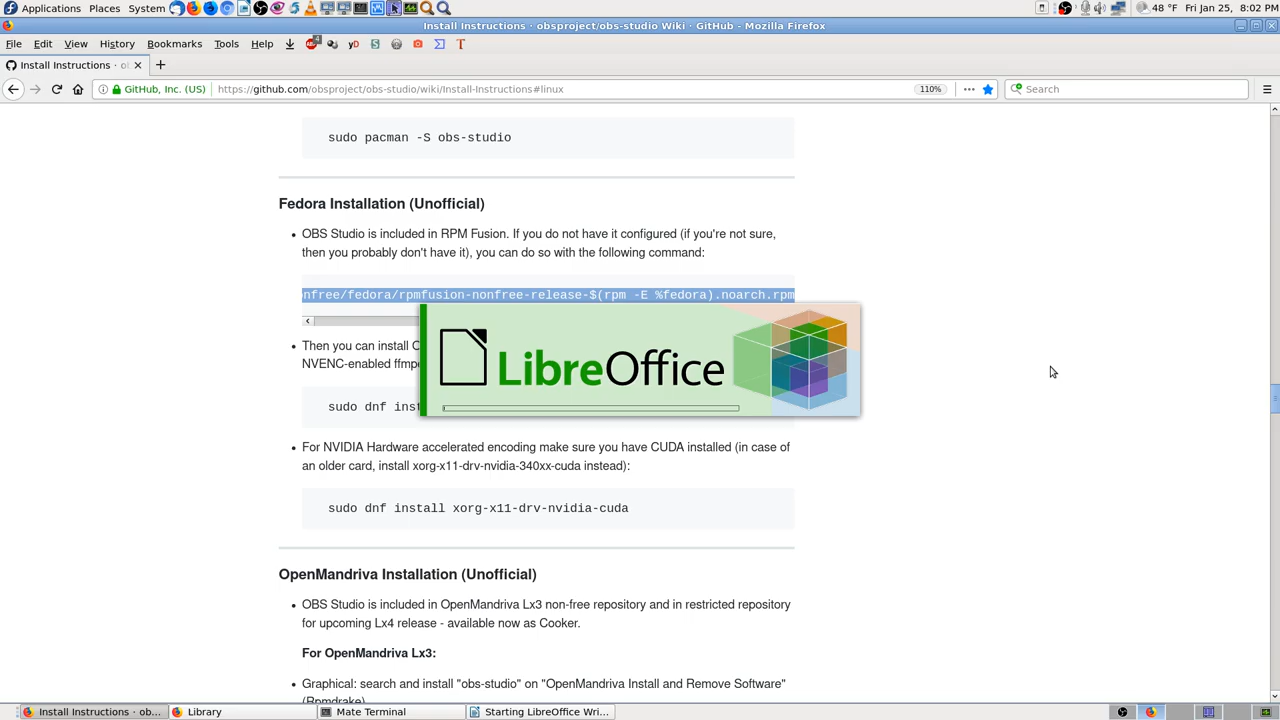 Applications Places System 48 °F Fri Jan 25, 8:02 PM
Install Instructions · obsproject/obs-studio Wiki · GitHub - Mozilla Firefox
File Edit View History Bookmarks Tools Help 4 yD S Σ T
Install Instructions · ob
GitHub, Inc. (US) https://github.com/obsproject/obs-studio/wiki/Install-Instructions#linux 110% Search
sudo pacman -S obs-studio
Fedora Installation (Unofficial)
• OBS Studio is included in RPM Fusion. If you do not have it configured (if you're not sure,
then you probably don't have it), you can do so with the following command:
onfree/fedora/rpmfusion-nonfree-release-$(rpm -E %fedora).noarch.rpm
LibreOffice
• Then you can install O
NVENC-enabled ffmpe
sudo dnf inst
• For NVIDIA Hardware accelerated encoding make sure you have CUDA installed (in case of
an older card, install xorg-x11-drv-nvidia-340xx-cuda instead):
sudo dnf install xorg-x11-drv-nvidia-cuda
OpenMandriva Installation (Unofficial)
• OBS Studio is included in OpenMandriva Lx3 non-free repository and in restricted repository
for upcoming Lx4 release - available now as Cooker.
For OpenMandriva Lx3:
• Graphical: search and install "obs-studio" on "OpenMandriva Install and Remove Software"
(Rpmdrake)
Install Instructions · ob... Library Mate Terminal Starting LibreOffice Wri...